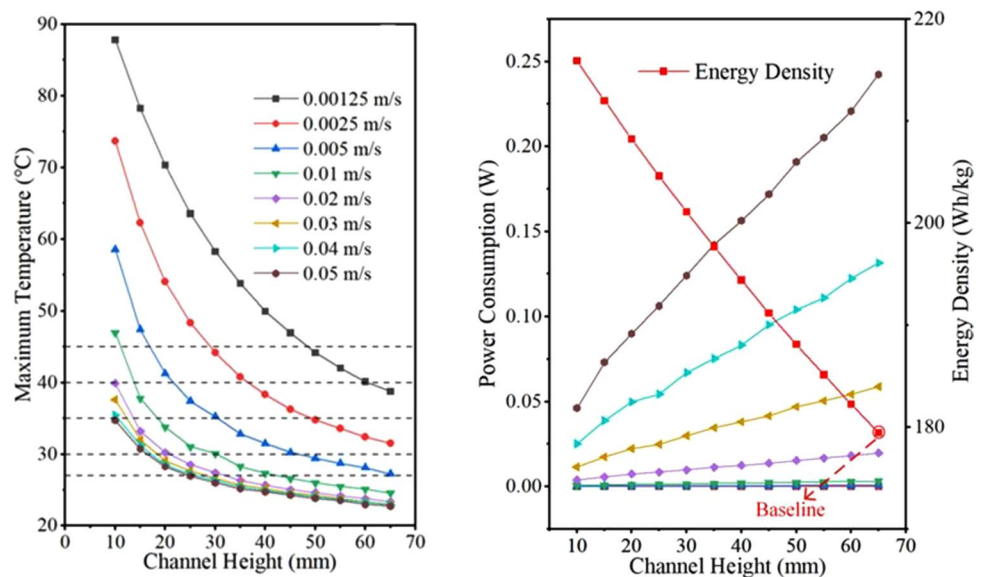 Maximum Temperature (℃)
90
80
70
60
50
40
30
20
0.00125 m/s
0.0025 m/s
0.005 m/s
0.01 m/s
0.02 m/s
0.03 m/s
0.04 m/s
0.05 m/s
0 10 20 30 40 50 60 70
Channel Height (mm)
Power Consumption (W)
0.25
0.20
0.15
0.10
0.05
0.00
Energy Density
Baseline
10 20 30 40 50 60 70
Channel Height (mm)
220
200
180
Energy Density (Wh/kg)